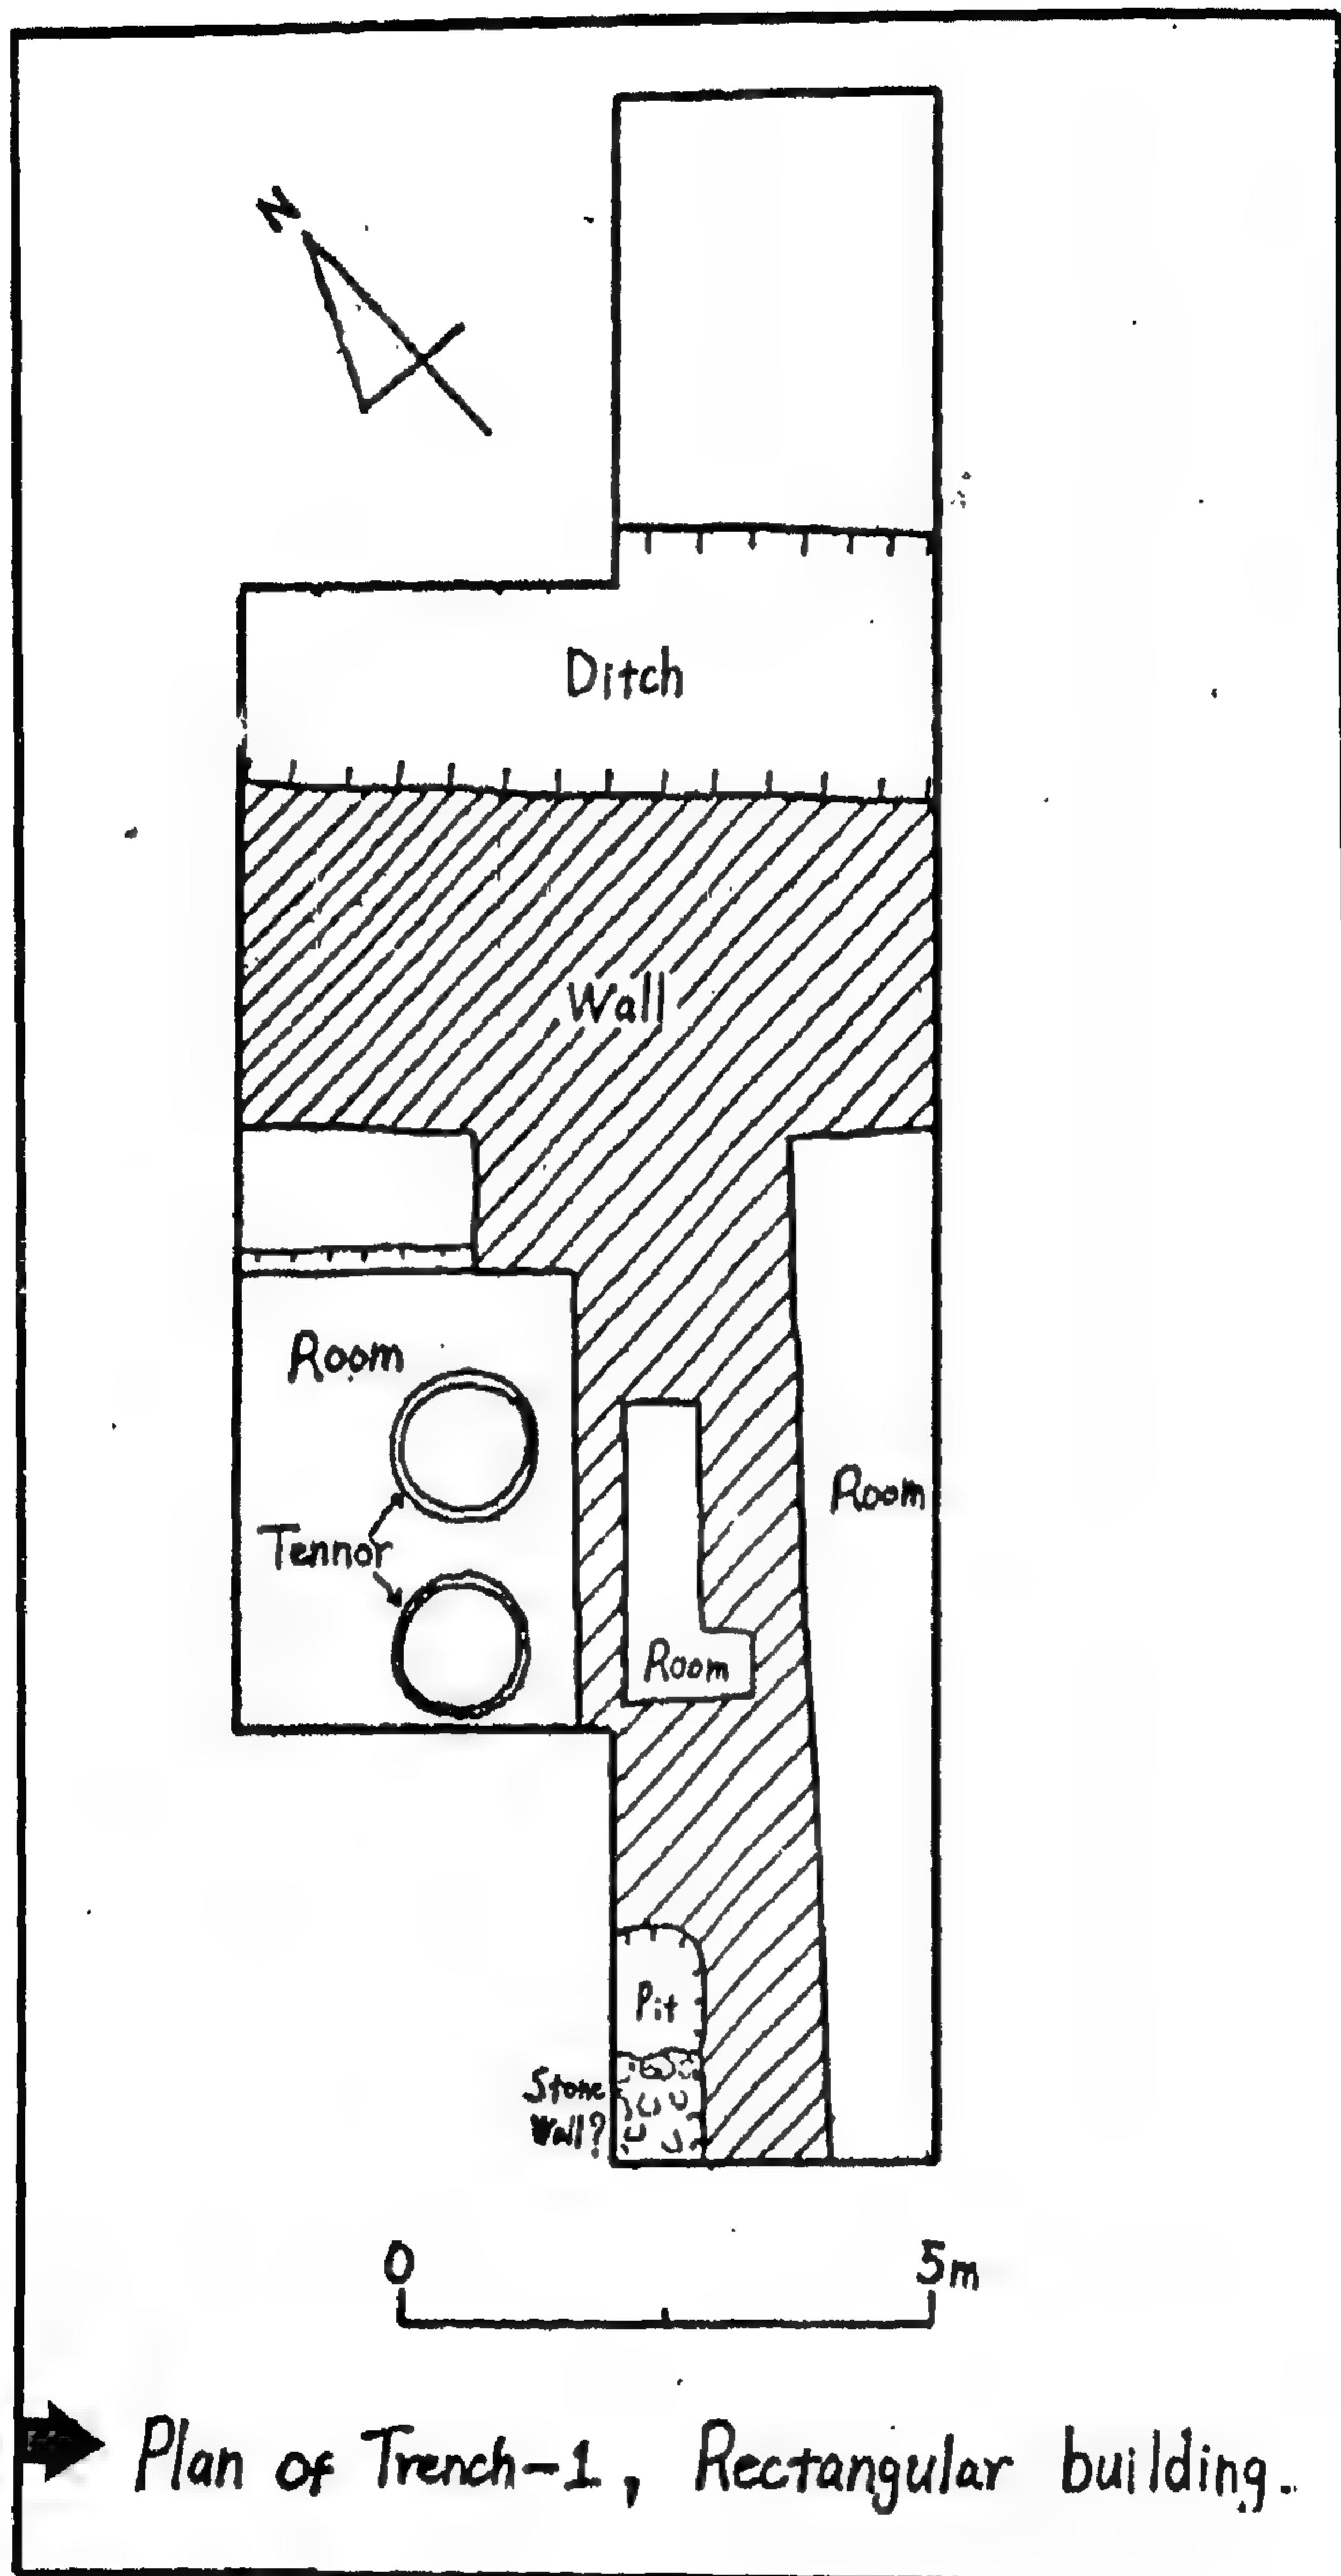 N
Ditch
Wall
Room
Tennor
Room
Room
Pit
Stone
Wall?
0 5m
Plan of Trench-1, Rectangular building.